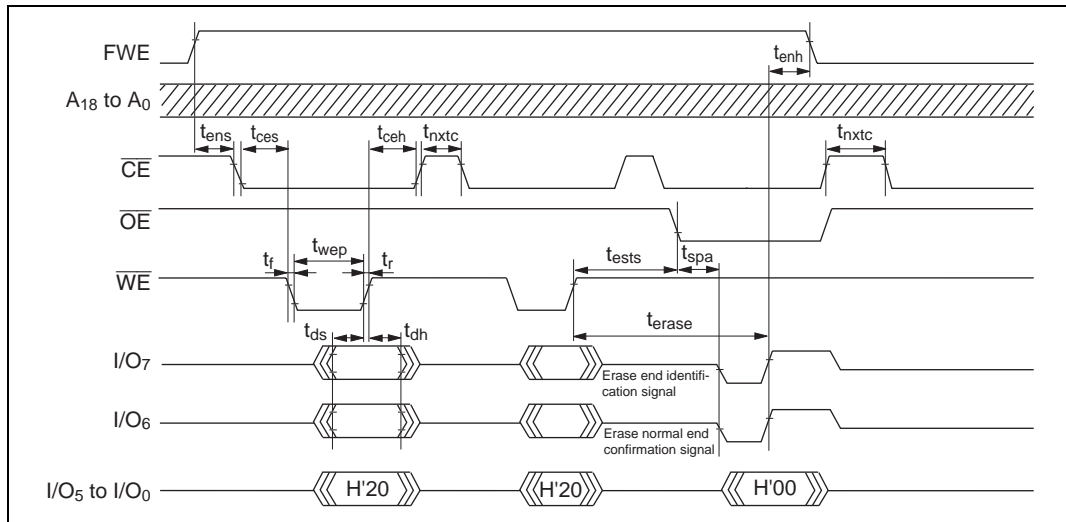 FWE
tenh
A18 to A0
tens tces tceh tnxtc tnxtc
CE
OE
tf twep tr tests tspa
WE
terase
tds tdh
I/O7
Erase end identifi-
cation signal
I/O6
Erase normal end
confirmation signal
I/O5 to I/O0 H'20 H'20 H'00